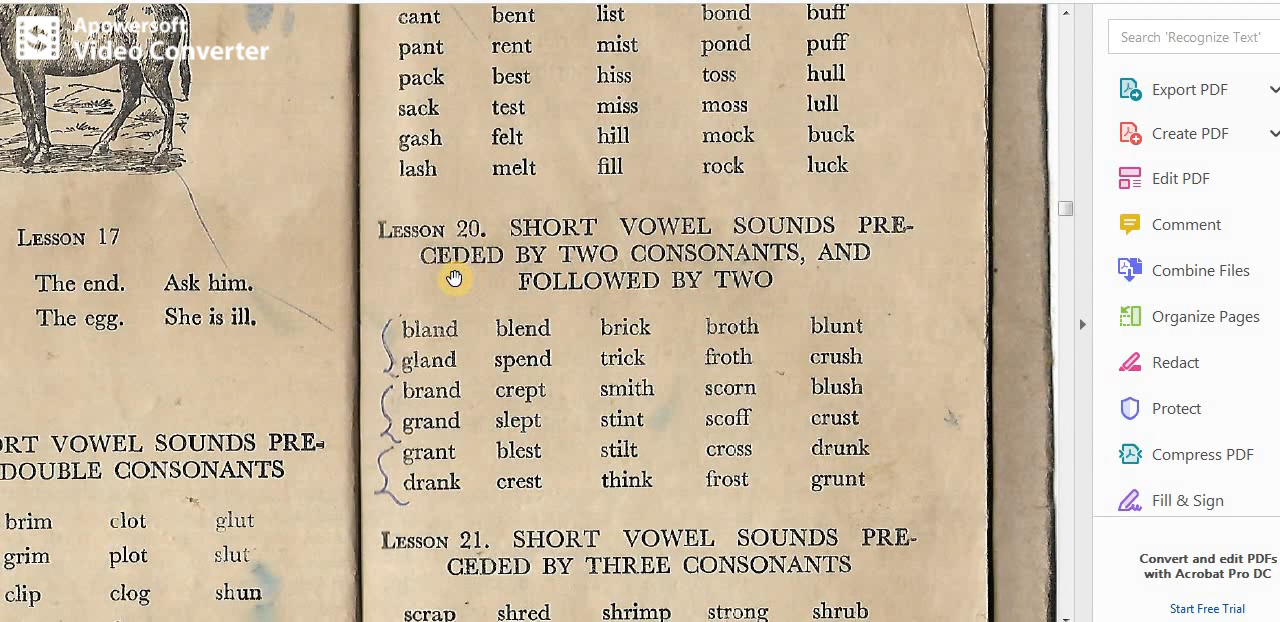 Apowersoft
Video Converter
LESSON 17
The end. Ask him.
The egg. She is ill.
ORT VOWEL SOUNDS PRE-
DOUBLE CONSONANTS
brim clot glut
grim plot slut
clip clog shun
cant bent list bond buff
pant rent mist pond puff
pack best hiss toss hull
sack test miss moss lull
gash felt hill mock buck
lash melt fill rock luck
LESSON 20. SHORT VOWEL SOUNDS PRE-
CEDED BY TWO CONSONANTS, AND
FOLLOWED BY TWO
bland blend brick broth blunt
gland spend trick froth crush
brand crept smith scorn blush
grand slept stint scoff crust
grant blest stilt cross drunk
drank crest think frost grunt
LESSON 21. SHORT VOWEL SOUNDS PRE-
CEDED BY THREE CONSONANTS
scrap shred shrimp strong shrub
Search 'Recognize Text'
Export PDF
Create PDF
Edit PDF
Comment
Combine Files
Organize Pages
Redact
Protect
Compress PDF
Fill & Sign
Convert and edit PDFs
with Acrobat Pro DC
Start Free Trial